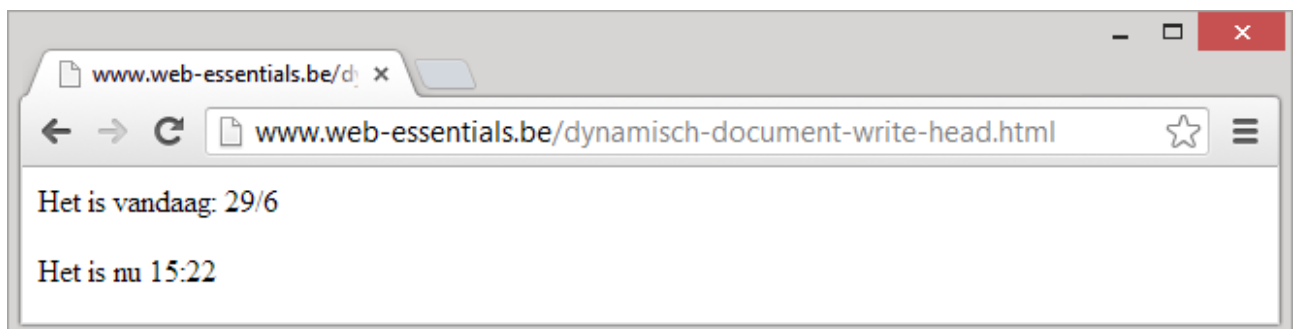 www.web-essentials.be/dy
www.web-essentials.be/dynamisch-document-write-head.html
Het is vandaag: 29/6
Het is nu 15:22